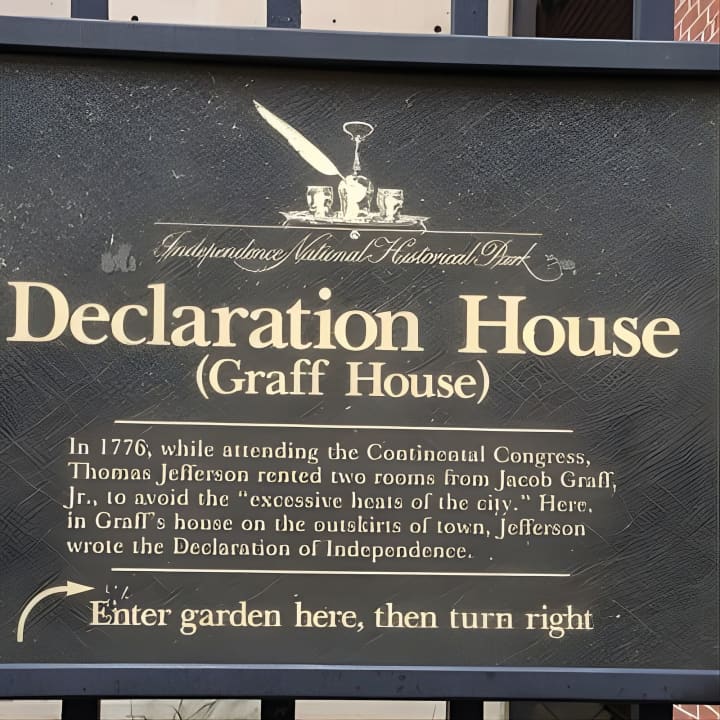 Independence National Historical Park
Declaration House
(Graff House)
In 1776, while attending the Continental Congress,
Thomas Jefferson rented two rooms from Jacob Graff,
Jr., to avoid the "excessive heats of the city." Here,
in Graff's house on the outskirts of town, Jefferson
wrote the Declaration of Independence.
Enter garden here, then turn right